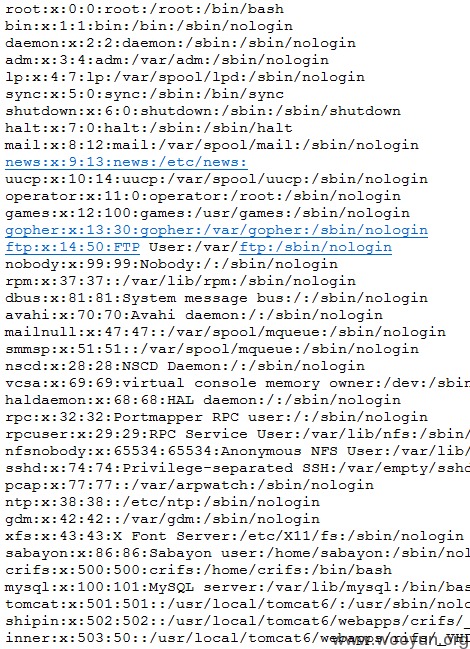 root:x:0:0:root:/root:/bin/bash
bin:x:1:1:bin:/bin:/sbin/nologin
daemon:x:2:2:daemon:/sbin:/sbin/nologin
adm:x:3:4:adm:/var/adm:/sbin/nologin
lp:x:4:7:lp:/var/spool/lpd:/sbin/nologin
sync:x:5:0:sync:/sbin:/bin/sync
shutdown:x:6:0:shutdown:/sbin:/sbin/shutdown
halt:x:7:0:halt:/sbin:/sbin/halt
mail:x:8:12:mail:/var/spool/mail:/sbin/nologin
news:x:9:13:news:/etc/news:
uucp:x:10:14:uucp:/var/spool/uucp:/sbin/nologin
operator:x:11:0:operator:/root:/sbin/nologin
games:x:12:100:games:/usr/games:/sbin/nologin
gopher:x:13:30:gopher:/var/gopher:/sbin/nologin
ftp:x:14:50:FTP User:/var/ftp:/sbin/nologin
nobody:x:99:99:Nobody:/:/sbin/nologin
rpm:x:37:37::/var/lib/rpm:/sbin/nologin
dbus:x:81:81:System message bus:/:/sbin/nologin
avahi:x:70:70:Avahi daemon:/:/sbin/nologin
mailnull:x:47:47::/var/spool/mqueue:/sbin/nologin
smmsp:x:51:51::/var/spool/mqueue:/sbin/nologin
nscd:x:28:28:NSCD Daemon:/:/sbin/nologin
vcsa:x:69:69:virtual console memory owner:/dev:/sbin
haldaemon:x:68:68:HAL daemon:/:/sbin/nologin
rpc:x:32:32:Portmapper RPC user:/:/sbin/nologin
rpcuser:x:29:29:RPC Service User:/var/lib/nfs:/sbin/
nfsnobody:x:65534:65534:Anonymous NFS User:/var/lib/
sshd:x:74:74:Privilege-separated SSH:/var/empty/sshd
pcap:x:77:77::/var/arpwatch:/sbin/nologin
ntp:x:38:38::/etc/ntp:/sbin/nologin
gdm:x:42:42::/var/gdm:/sbin/nologin
xfs:x:43:43:X Font Server:/etc/X11/fs:/sbin/nologin
sabayon:x:86:86:Sabayon user:/home/sabayon:/sbin/nol
crifs:x:500:500:crifs:/home/crifs:/bin/bash
mysql:x:100:101:MySQL server:/var/lib/mysql:/bin/bas
tomcat:x:501:501::/usr/local/tomcat6/:/usr/sbin/nolo
shipin:x:502:502::/usr/local/tomcat6/webapps/crifs/_
inner:x:503:50::/usr/local/tomcat6/webapps/crifs/_VHI
www.wooyun.org